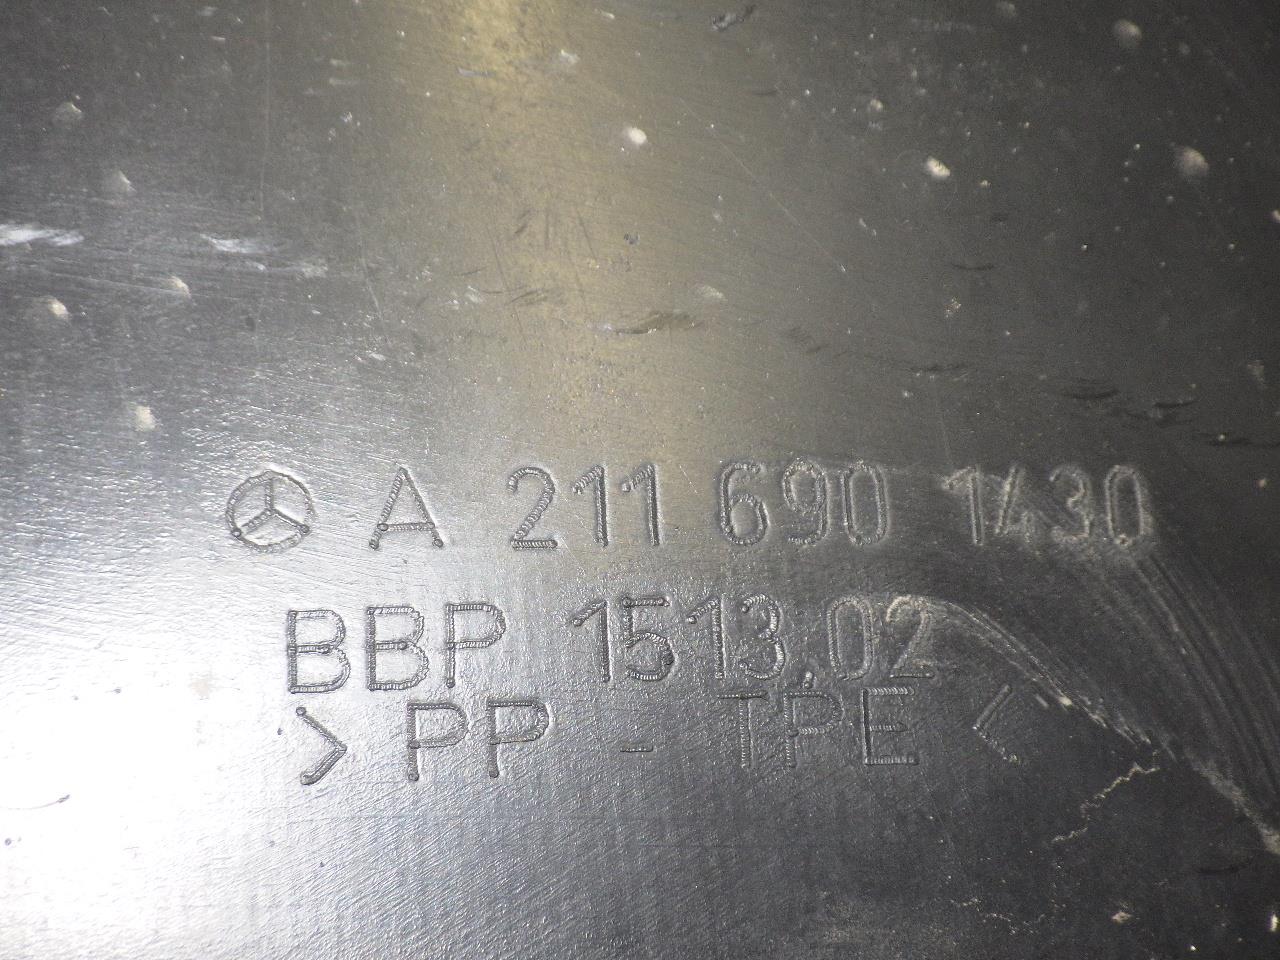 A 211 690 1430
BBP 1513.02
> PP - TPE <